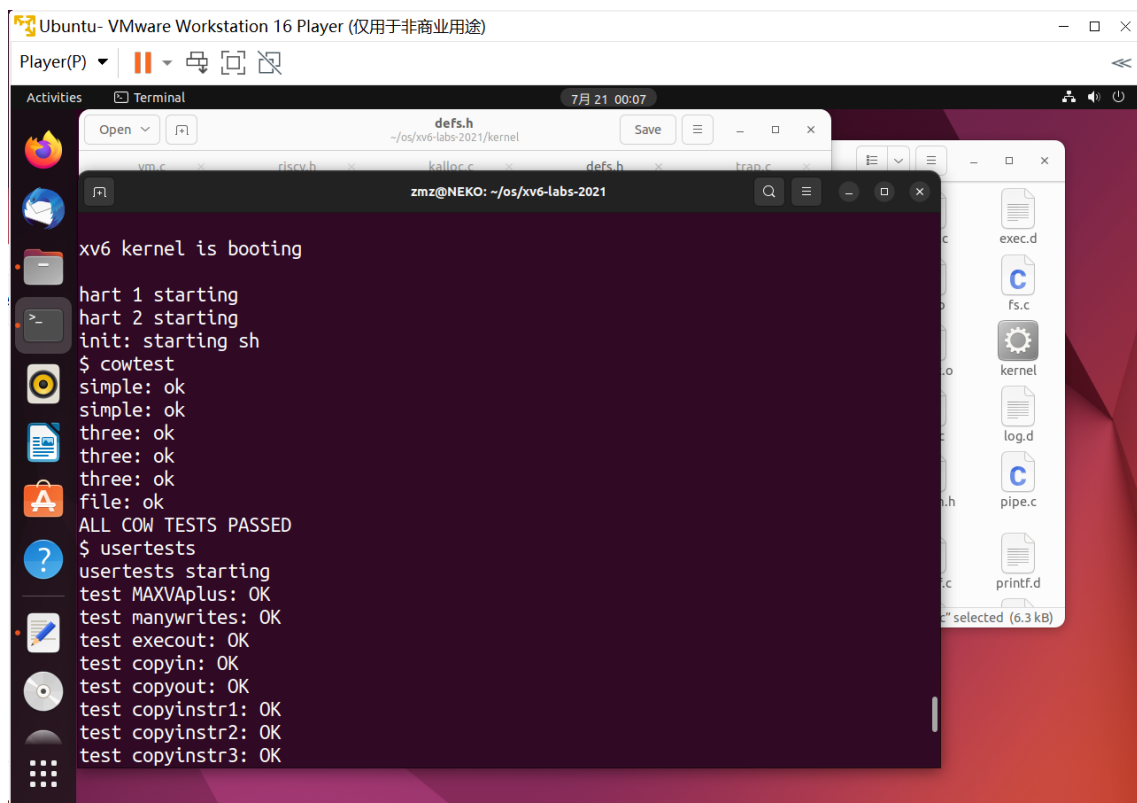 Ubuntu- VMware Workstation 16 Player (仅用于非商业用途)
Player(P)
Activities Terminal 7月 21 00:07
Open defs.h Save
~/os/xv6-labs-2021/kernel
vm.c riscv.h kalloc.c defs.h trap.c
zmz@NEKO: ~/os/xv6-labs-2021
xv6 kernel is booting
hart 1 starting
hart 2 starting
init: starting sh
$ cowtest
simple: ok
simple: ok
three: ok
three: ok
three: ok
file: ok
ALL COW TESTS PASSED
$ usertests
usertests starting
test MAXVAplus: OK
test manywrites: OK
test execout: OK
test copyin: OK
test copyout: OK
test copyinstr1: OK
test copyinstr2: OK
test copyinstr3: OK
exec.d
fs.c
kernel
log.d
pipe.c
printf.d
c" selected (6.3 kB)